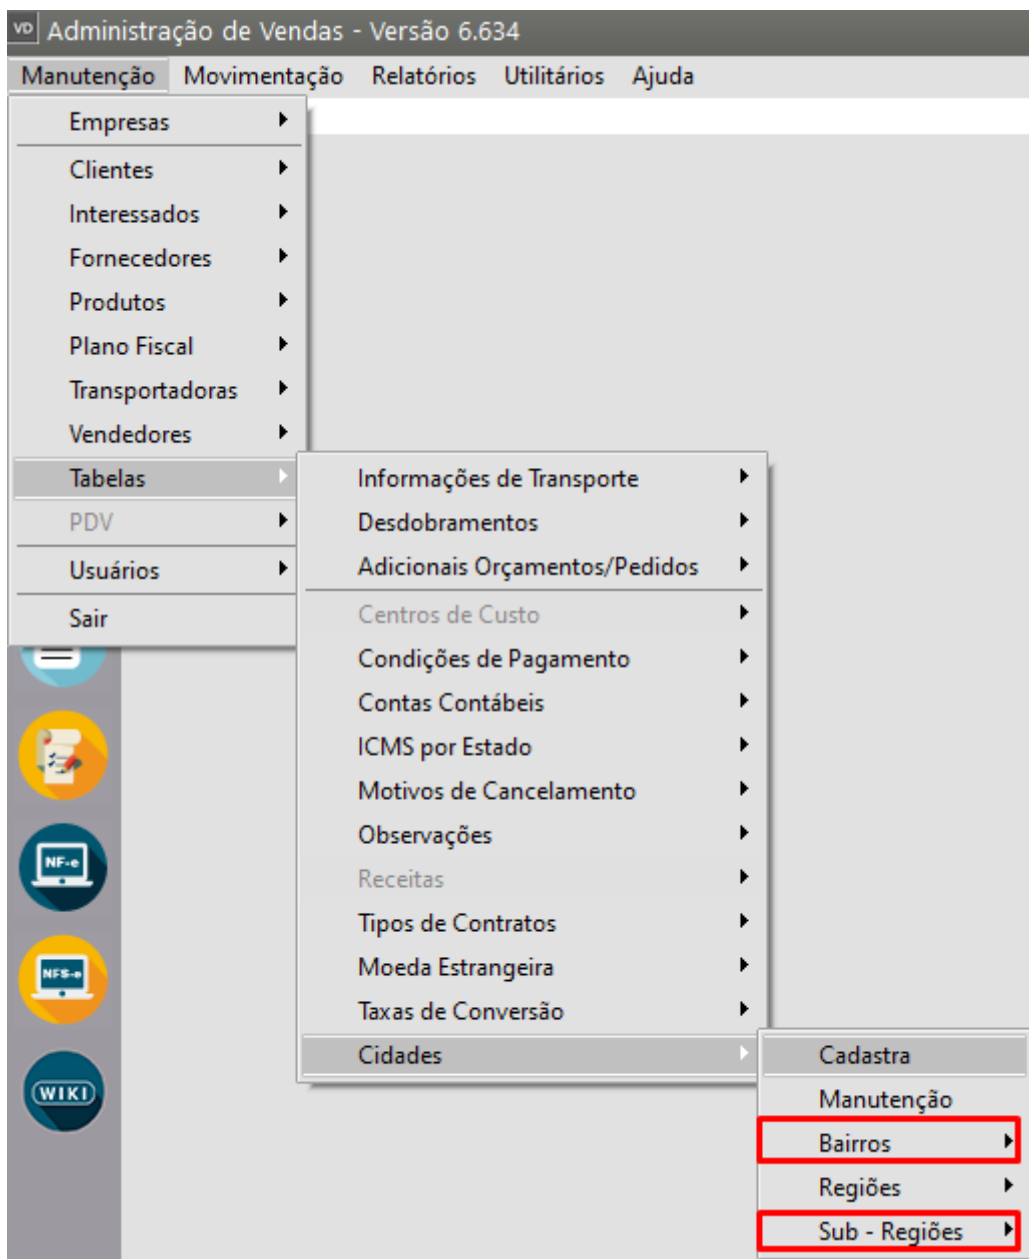 VD Administração de Vendas - Versão 6.634
Manutenção Movimentação Relatórios Utilitários Ajuda
Empresas
Clientes
Interessados
Fornecedores
Produtos
Plano Fiscal
Transportadoras
Vendedores
Tabelas
PDV
Usuários
Sair
Informações de Transporte
Desdobramentos
Adicionais Orçamentos/Pedidos
Centros de Custo
Condições de Pagamento
Contas Contábeis
ICMS por Estado
Motivos de Cancelamento
Observações
Receitas
Tipos de Contratos
Moeda Estrangeira
Taxas de Conversão
Cidades
Cadastra
Manutenção
Bairros
Regiões
Sub - Regiões
NF-e
NFS-e
WIKI